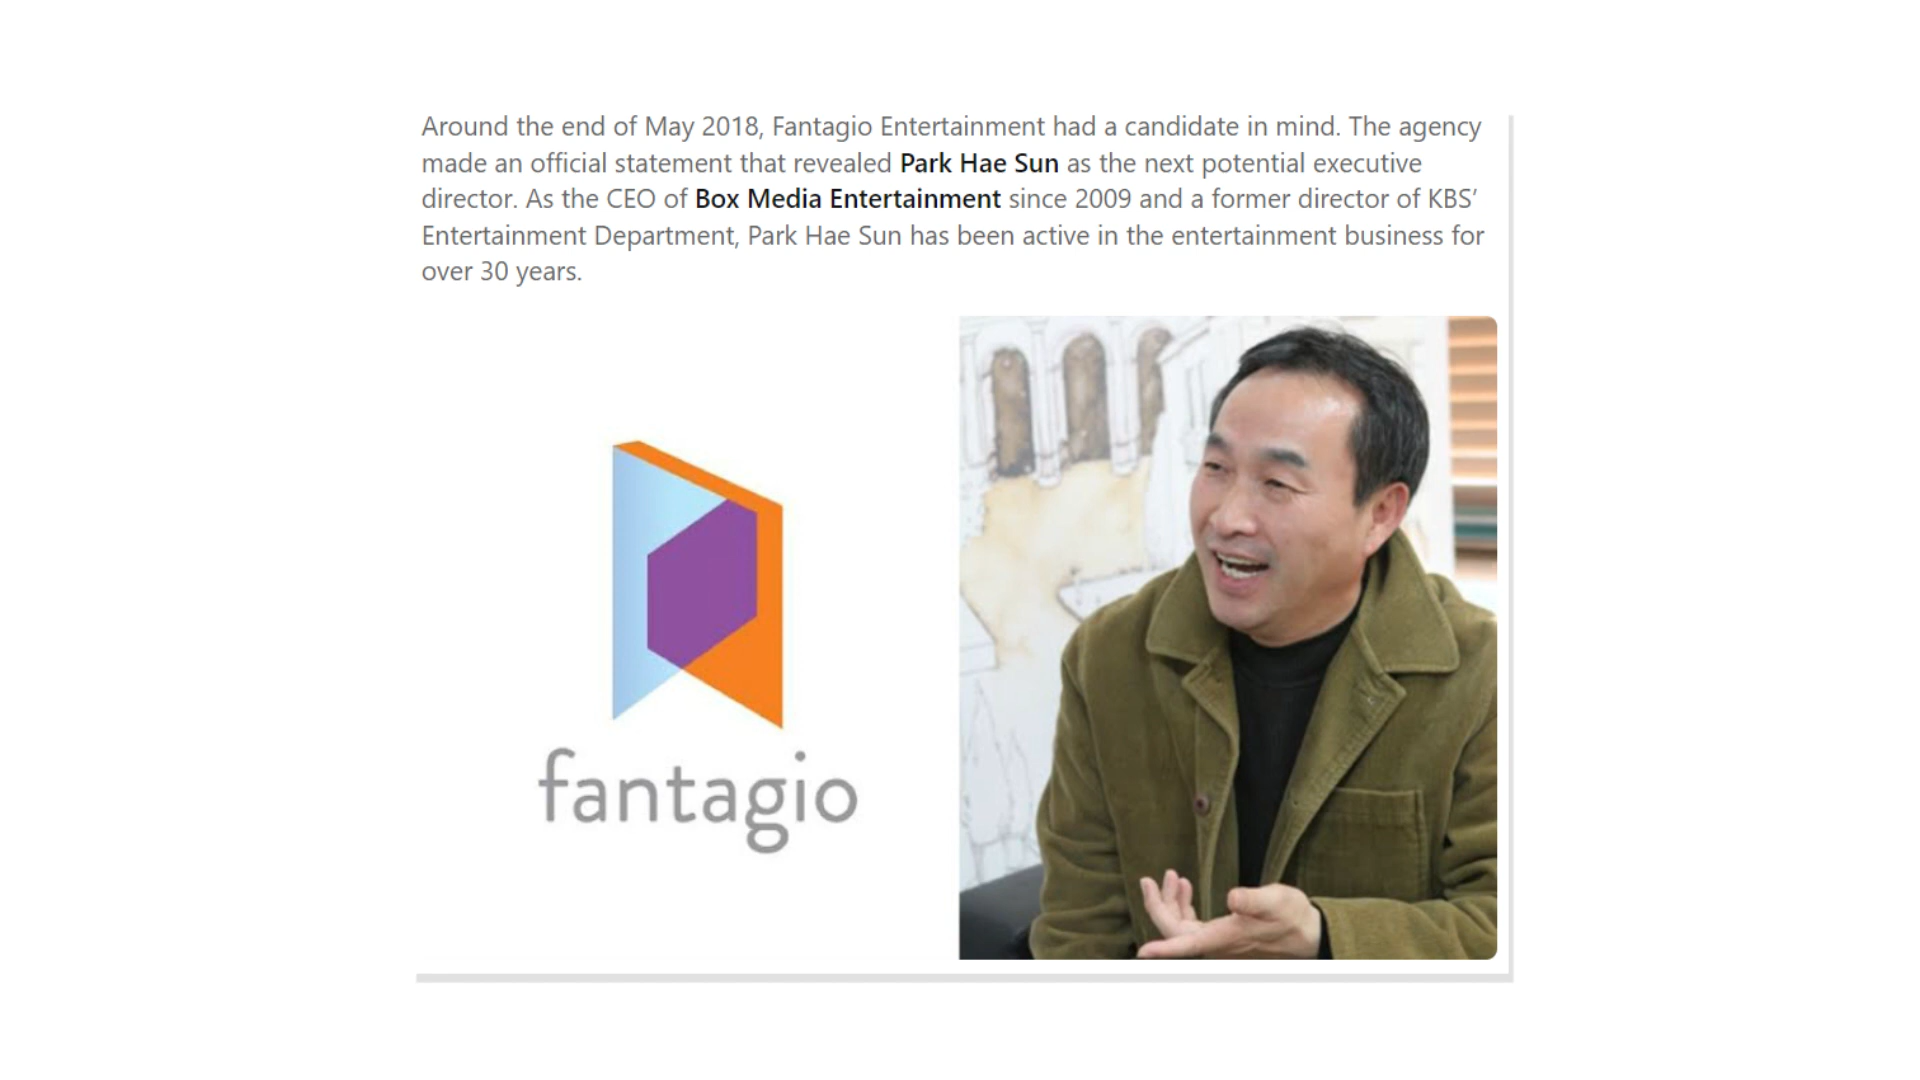 Around the end of May 2018, Fantagio Entertainment had a candidate in mind. The agency
made an official statement that revealed Park Hae Sun as the next potential executive
director. As the CEO of Box Media Entertainment since 2009 and a former director of KBS’
Entertainment Department, Park Hae Sun has been active in the entertainment business for
over 30 years.
fantagio